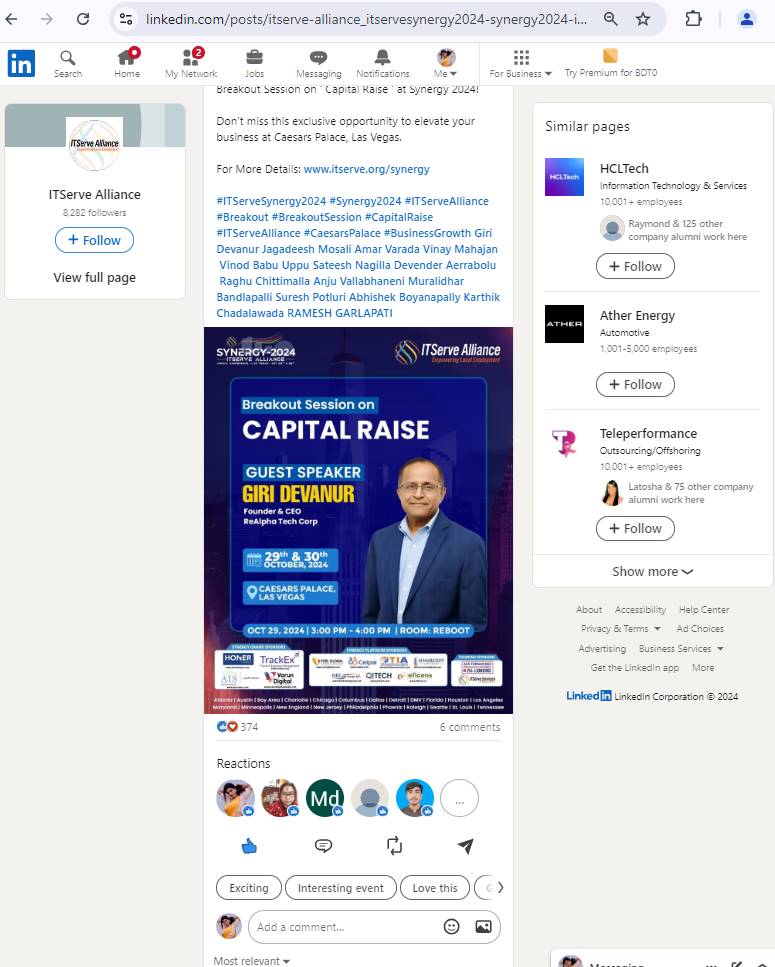 linkedin.com/posts/itserve-alliance_itservesynergy2024-synergy2024-i...
Search
Home
2
My Network
Jobs
Messaging
Notifications
Me
For Business
Try Premium for BDT0
ITServe Alliance
ITServe Alliance
8,282 followers
+ Follow
View full page
Breakout Session on "Capital Raise" at Synergy 2024!
Don't miss this exclusive opportunity to elevate your
business at Caesars Palace, Las Vegas.
For More Details: www.itserve.org/synergy
#ITServeSynergy2024 #Synergy2024 #ITServeAlliance
#Breakout #BreakoutSession #CapitalRaise
#ITServeAlliance #CaesarsPalace #BusinessGrowth Giri
Devanur Jagadeesh Mosali Amar Varada Vinay Mahajan
Vinod Babu Uppu Sateesh Nagilla Devender Aerrabolu
Raghu Chittimalla Anju Vallabhaneni Muralidhar
Bandlapalli Suresh Potluri Abhishek Boyanapally Karthik
Chadalawada RAMESH GARLAPATI
SYNERGY-2024
ITSERVE ALLIANCE
ITServe Alliance
Empowering Local Employment
Breakout Session on
CAPITAL RAISE
GUEST SPEAKER
GIRI DEVANUR
Founder & CEO
ReAlpha Tech Corp
29th & 30th
OCTOBER, 2024
CAESARS PALACE,
LAS VEGAS
OCT 29, 2024 | 3:00 PM - 4:00 PM | ROOM: REBOOT
HONER
TrackEx
AIS
Varun
Digital
Celpai
DTIA
QITECH
eficens
Atlanta | Austin | Bay Area | Charlotte | Chicago | Columbus | Dallas | Detroit | DMV | Florida | Houston | Los Angeles
Maryland | Minneapolis | New England | New Jersey | Philadelphia | Phoenix | Raleigh | Seattle | St. Louis | Tennessee
374
6 comments
Reactions
Md
...
Exciting
Interesting event
Love this
Add a comment...
Most relevant
Similar pages
HCLTech
HCLTech
Information Technology & Services
10,001+ employees
Raymond & 125 other
company alumni work here
+ Follow
ATHER
Ather Energy
Automotive
1,001-5,000 employees
+ Follow
Teleperformance
Outsourcing/Offshoring
10,001+ employees
Latosha & 75 other company
alumni work here
+ Follow
Show more
About Accessibility Help Center
Privacy & Terms Ad Choices
Advertising Business Services
Get the LinkedIn app More
LinkedIn LinkedIn Corporation © 2024
Messaging